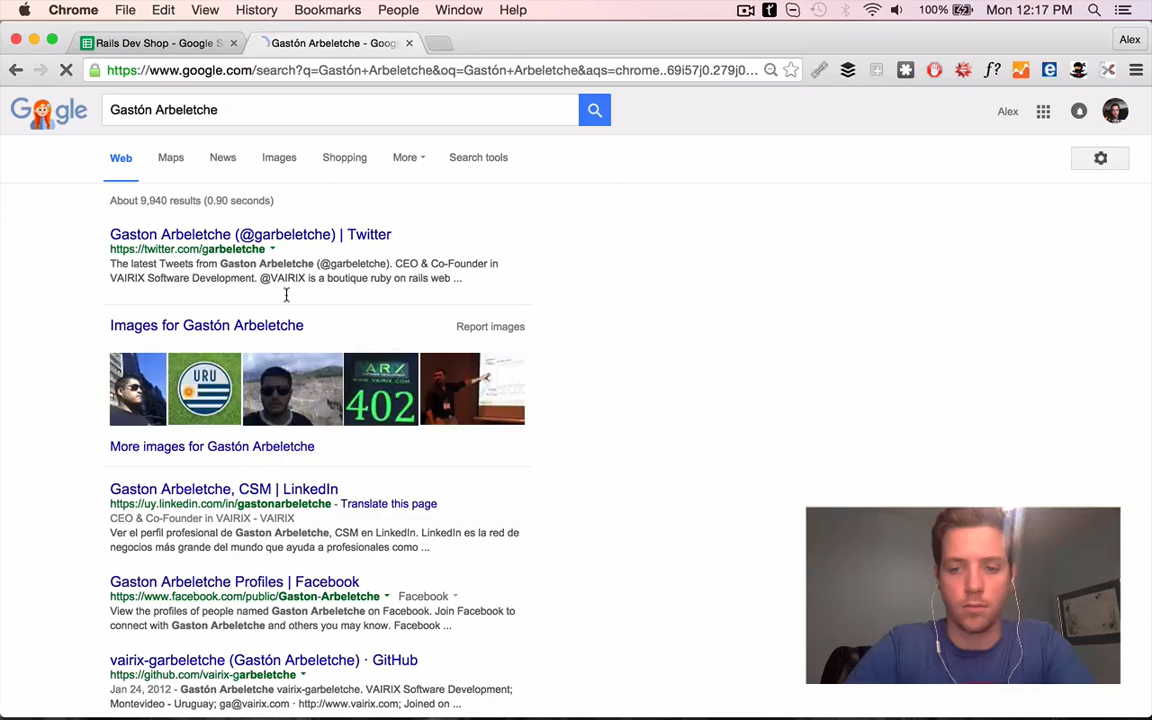 Chrome File Edit View History Bookmarks People Window Help 100% Mon 12:17 PM
Rails Dev Shop - Google S Gastón Arbeletche - Goog Alex
https://www.google.com/search?q=Gastón+Arbeletche&oq=Gastón+Arbeletche&aqs=chrome..69i57j0.279j0...
Google Gastón Arbeletche Alex
Web Maps News Images Shopping More Search tools
About 9,940 results (0.90 seconds)
Gaston Arbeletche (@garbeletche) | Twitter
https://twitter.com/garbeletche
The latest Tweets from Gaston Arbeletche (@garbeletche). CEO & Co-Founder in
VAIRIX Software Development. @VAIRIX is a boutique ruby on rails web ...
Images for Gastón Arbeletche Report images
URU
WWW.VAIRIX.COM
402
More images for Gastón Arbeletche
Gaston Arbeletche, CSM | LinkedIn
https://uy.linkedin.com/in/gastonarbeletche - Translate this page
CEO & Co-Founder in VAIRIX - VAIRIX
Ver el perfil profesional de Gaston Arbeletche, CSM en LinkedIn. LinkedIn es la red de
negocios más grande del mundo que ayuda a profesionales como ...
Gaston Arbeletche Profiles | Facebook
https://www.facebook.com/public/Gaston-Arbeletche Facebook
View the profiles of people named Gaston Arbeletche on Facebook. Join Facebook to
connect with Gaston Arbeletche and others you may know. Facebook ...
vairix-garbeletche (Gastón Arbeletche) · GitHub
https://github.com/vairix-garbeletche
Jan 24, 2012 - Gastón Arbeletche vairix-garbeletche. VAIRIX Software Development;
Montevideo - Uruguay; ga@vairix.com · http://www.vairix.com; Joined on ...